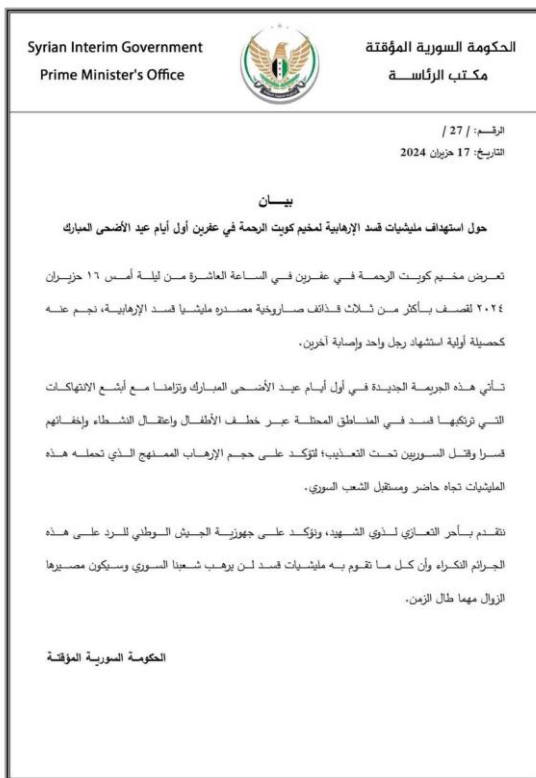 Syrian Interim Government
Prime Minister's Office
الحكومة السورية المؤقتة
مكتب الرئاســـة
الرقــم: / 27 /
التاريخ: 17 حزيران 2024
بيـــان
حول استهداف مليشيات قسد الإرهابية لمخيم كويت الرحمة في عفرين أول أيام عيد الأضحى المبارك
تعرض مخيم كويت الرحمة في عفرين في الساعة العاشرة من ليلة أمس ١٦ حزيران
٢٠٢٤ لقصف بأكثر من ثلاث قذائف صاروخية مصدره مليشيا قسد الإرهابية، نجم عنه
كحصيلة أولية استشهاد رجل واحد وإصابة آخرين.
تأتي هذه الجريمة الجديدة في أول أيام عيد الأضحى المبارك وتزامنا مع أبشع الانتهاكات
التي ترتكبها قسد في المناطق المحتلة عبر خطف الأطفال واعتقال النشطاء وإخفائهم
قسرا وقتل السوريين تحت التعذيب؛ لتؤكد على حجم الإرهاب الممنهج الذي تحمله هذه
المليشيات تجاه حاضر ومستقبل الشعب السوري.
نتقدم بأحر التعازي لذوي الشهيد، ونؤكد على جهوزية الجيش الوطني للرد على هذه
الجرائم النكراء وأن كل ما تقوم به مليشيات قسد لن يرهب شعبنا السوري وسيكون مصيرها
الزوال مهما طال الزمن.
الحكومة السورية المؤقتة